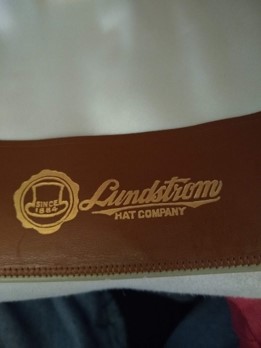 SINCE
1884
Lundstrom
HAT COMPANY